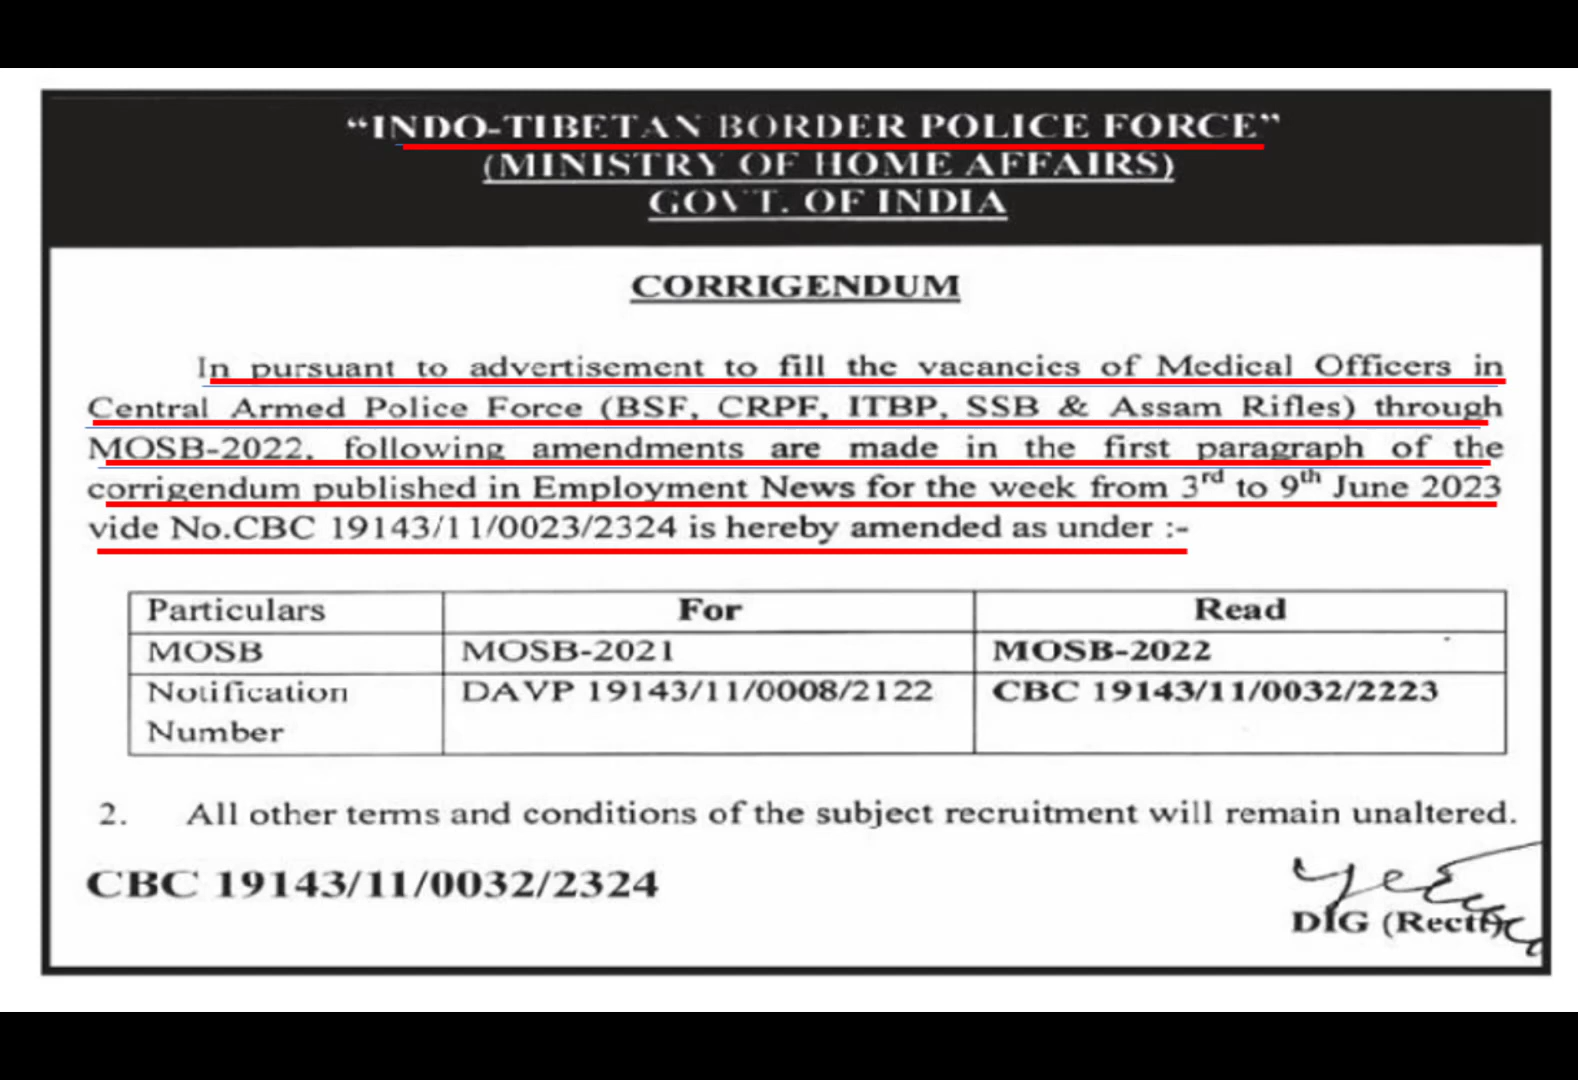 “INDO-TIBETAN BORDER POLICE FORCE”
(MINISTRY OF HOME AFFAIRS)
GOVT. OF INDIA
CORRIGENDUM
In pursuant to advertisement to fill the vacancies of Medical Officers in
Central Armed Police Force (BSF, CRPF, ITBP, SSB & Assam Rifles) through
MOSB-2022, following amendments are made in the first paragraph of the
corrigendum published in Employment News for the week from 3rd to 9th June 2023
vide No.CBC 19143/11/0023/2324 is hereby amended as under :-
Particulars For Read
MOSB MOSB-2021 MOSB-2022
Notification DAVP 19143/11/0008/2122 CBC 19143/11/0032/2223
Number
2. All other terms and conditions of the subject recruitment will remain unaltered.
CBC 19143/11/0032/2324
DIG (Rectt)